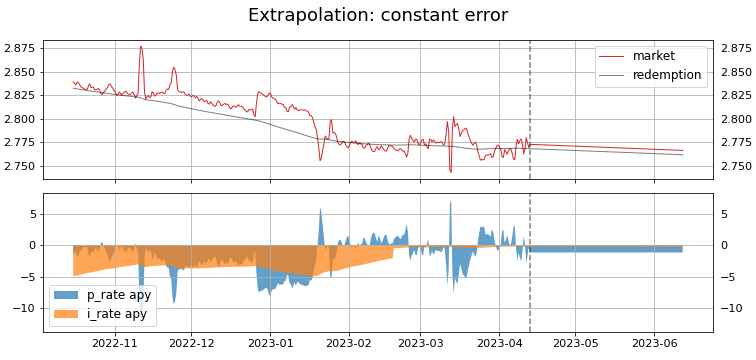 Extrapolation: constant error
2.875 2.875
2.850 2.850
2.825 2.825
2.800 2.800
2.775 2.775
2.750 2.750
market
redemption
5 5
0 0
−5 −5
−10 −10
p_rate apy
i_rate apy
2022-11 2022-12 2023-01 2023-02 2023-03 2023-04 2023-05 2023-06